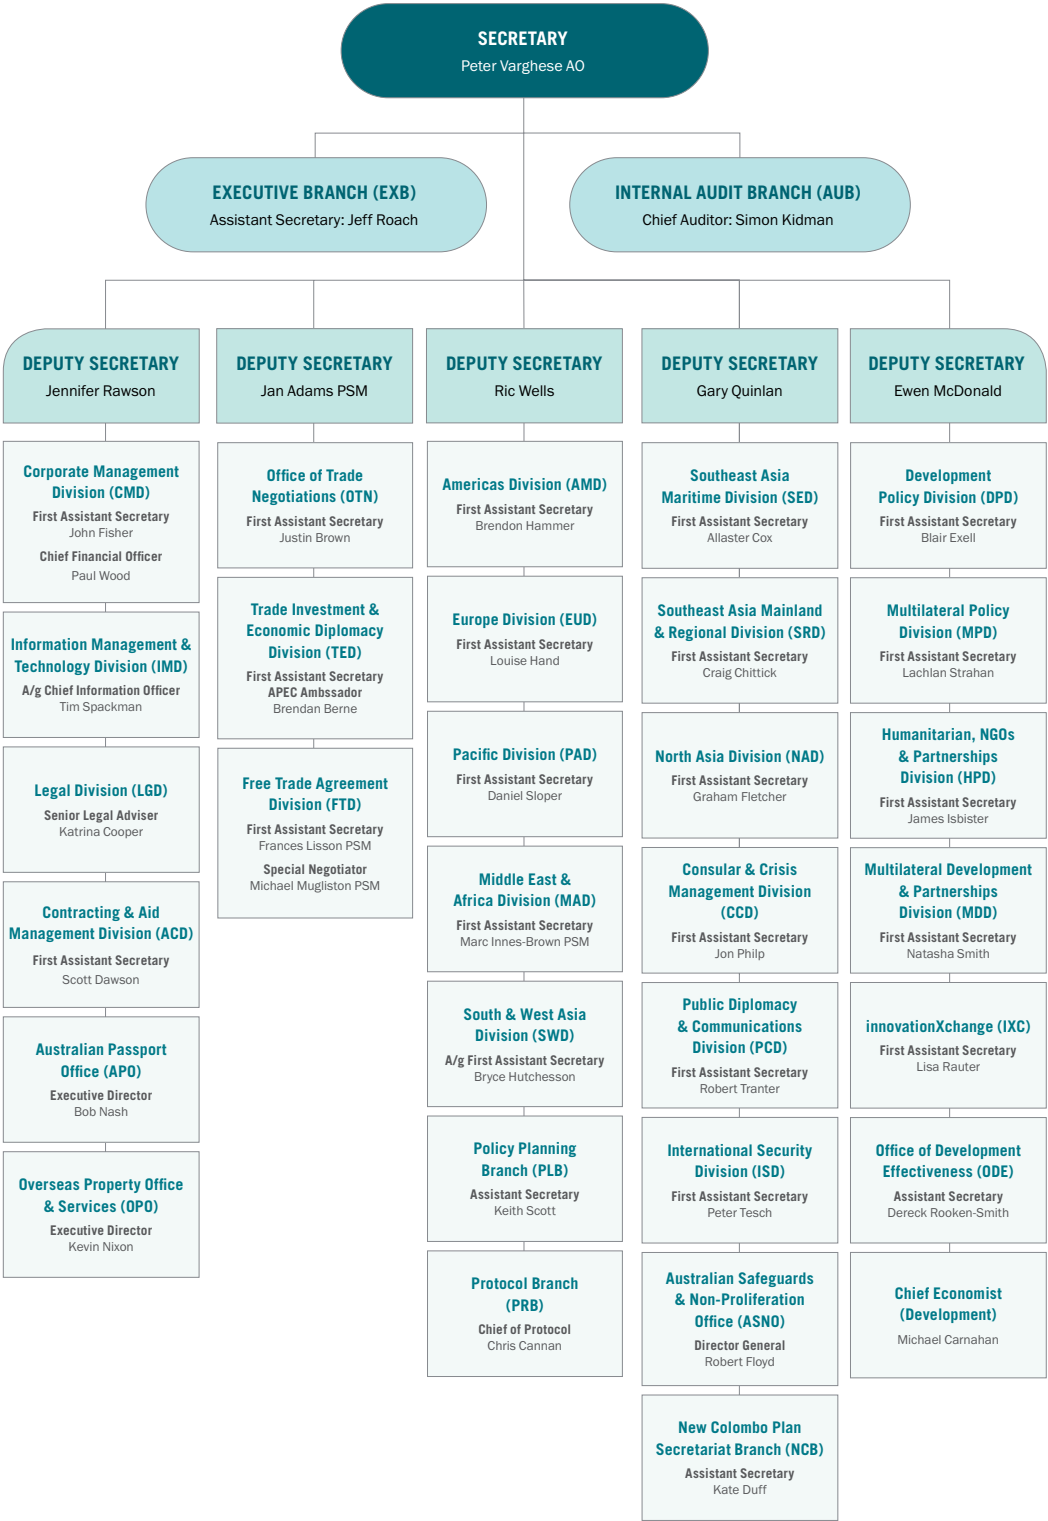 SECRETARY
Peter Varghese AO
EXECUTIVE BRANCH (EXB)
Assistant Secretary: Jeff Roach
INTERNAL AUDIT BRANCH (AUB)
Chief Auditor: Simon Kidman
DEPUTY SECRETARY
Jennifer Rawson
Corporate Management
Division (CMD)
First Assistant Secretary
John Fisher
Chief Financial Officer
Paul Wood
Information Management &
Technology Division (IMD)
A/g Chief Information Officer
Tim Spackman
Legal Division (LGD)
Senior Legal Adviser
Katrina Cooper
Contracting & Aid
Management Division (ACD)
First Assistant Secretary
Scott Dawson
Australian Passport
Office (APO)
Executive Director
Bob Nash
Overseas Property Office
& Services (OPO)
Executive Director
Kevin Nixon
DEPUTY SECRETARY
Jan Adams PSM
Office of Trade
Negotiations (OTN)
First Assistant Secretary
Justin Brown
Trade Investment &
Economic Diplomacy
Division (TED)
First Assistant Secretary
APEC Ambssador
Brendan Berne
Free Trade Agreement
Division (FTD)
First Assistant Secretary
Frances Lisson PSM
Special Negotiator
Michael Mugliston PSM
DEPUTY SECRETARY
Ric Wells
Americas Division (AMD)
First Assistant Secretary
Brendon Hammer
Europe Division (EUD)
First Assistant Secretary
Louise Hand
Pacific Division (PAD)
First Assistant Secretary
Daniel Sloper
Middle East &
Africa Division (MAD)
First Assistant Secretary
Marc Innes-Brown PSM
South & West Asia
Division (SWD)
A/g First Assistant Secretary
Bryce Hutchesson
Policy Planning
Branch (PLB)
Assistant Secretary
Keith Scott
Protocol Branch
(PRB)
Chief of Protocol
Chris Cannan
DEPUTY SECRETARY
Gary Quinlan
Southeast Asia
Maritime Division (SED)
First Assistant Secretary
Allaster Cox
Southeast Asia Mainland
& Regional Division (SRD)
First Assistant Secretary
Craig Chittick
North Asia Division (NAD)
First Assistant Secretary
Graham Fletcher
Consular & Crisis
Management Division
(CCD)
First Assistant Secretary
Jon Philp
Public Diplomacy
& Communications
Division (PCD)
First Assistant Secretary
Robert Tranter
International Security
Division (ISD)
First Assistant Secretary
Peter Tesch
Australian Safeguards
& Non-Proliferation
Office (ASNO)
Director General
Robert Floyd
New Colombo Plan
Secretariat Branch (NCB)
Assistant Secretary
Kate Duff
DEPUTY SECRETARY
Ewen McDonald
Development
Policy Division (DPD)
First Assistant Secretary
Blair Exell
Multilateral Policy
Division (MPD)
First Assistant Secretary
Lachlan Strahan
Humanitarian, NGOs
& Partnerships
Division (HPD)
First Assistant Secretary
James Isbister
Multilateral Development
& Partnerships
Division (MDD)
First Assistant Secretary
Natasha Smith
innovationXchange (IXC)
First Assistant Secretary
Lisa Rauter
Office of Development
Effectiveness (ODE)
Assistant Secretary
Dereck Rooken-Smith
Chief Economist
(Development)
Michael Carnahan